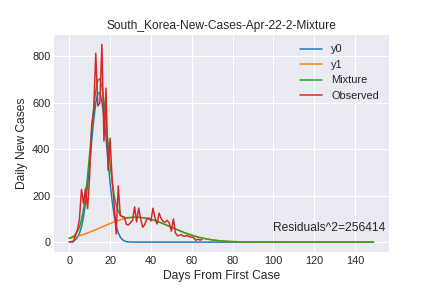 South_Korea-New-Cases-Apr-22-2-Mixture
y0
y1
Mixture
Observed
800
600
400
200
0
Daily New Cases
Residuals^2=256414
0 20 40 60 80 100 120 140
Days From First Case